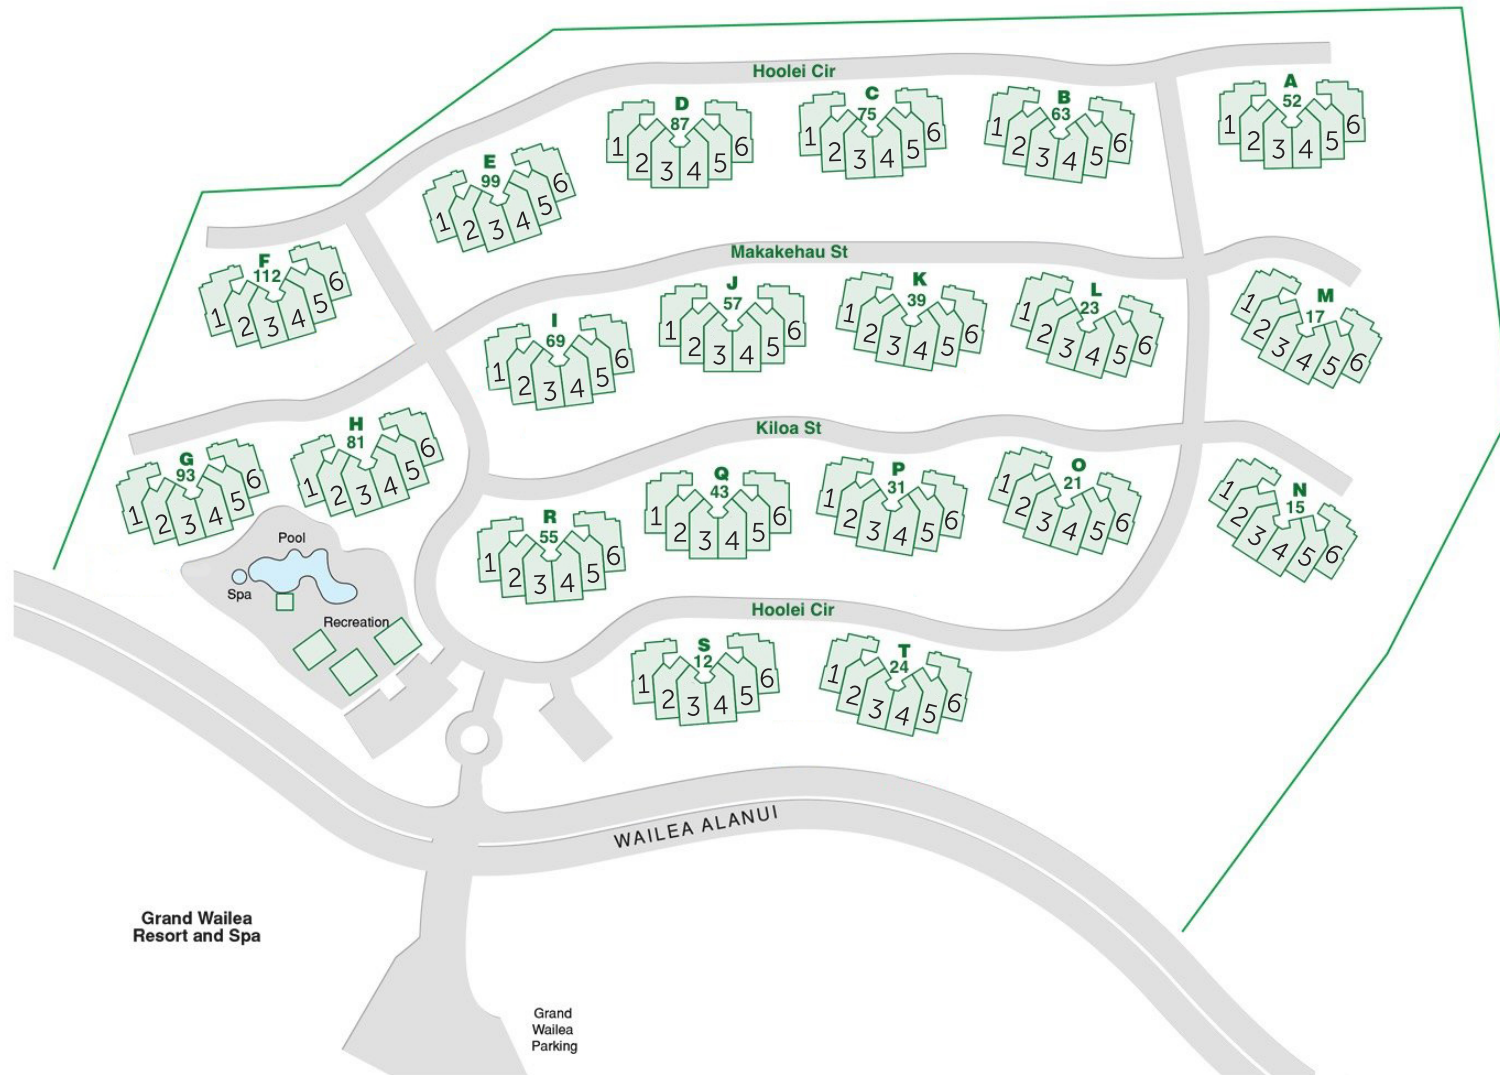 Hoolei Cir
A
52
1 2 3 4 5 6
B
63
1 2 3 4 5 6
C
75
1 2 3 4 5 6
D
87
1 2 3 4 5 6
E
99
1 2 3 4 5 6
F
112
1 2 3 4 5 6
Makakehau St
G
93
1 2 3 4 5 6
H
81
1 2 3 4 5 6
I
69
1 2 3 4 5 6
J
57
1 2 3 4 5 6
K
39
1 2 3 4 5 6
L
23
1 2 3 4 5 6
M
17
1 2 3 4 5 6
Kiloa St
N
15
1 2 3 4 5 6
O
21
1 2 3 4 5 6
P
31
1 2 3 4 5 6
Q
43
1 2 3 4 5 6
R
55
1 2 3 4 5 6
Pool
Spa
Recreation
Hoolei Cir
S
12
1 2 3 4 5 6
T
24
1 2 3 4 5 6
WAILEA ALANUI
Grand Wailea
Resort and Spa
Grand
Wailea
Parking